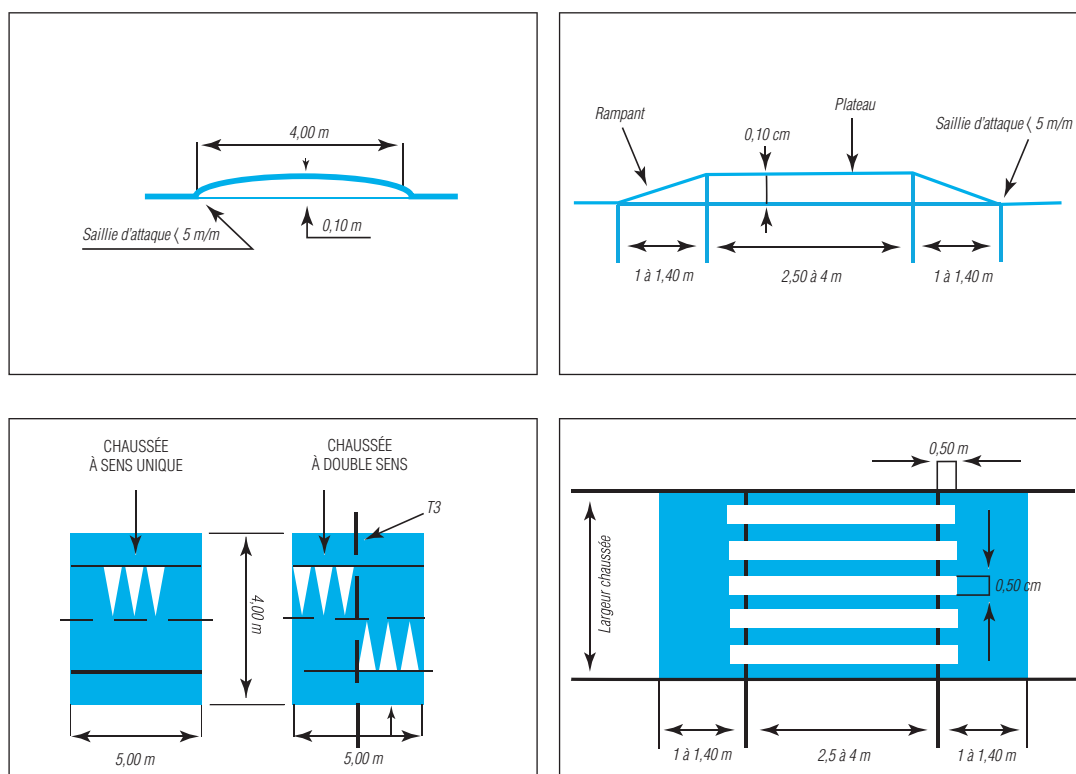 4,00 m
Saillie d'attaque < 5 m/m
0,10 m
Rampant
0,10 cm
Plateau
Saillie d'attaque < 5 m/m
1 à 1,40 m
2,50 à 4 m
1 à 1,40 m
CHAUSSÉE
À SENS UNIQUE
CHAUSSÉE
À DOUBLE SENS
T3
4,00 m
5,00 m
5,00 m
0,50 m
Largeur chaussée
0,50 cm
1 à 1,40 m
2,5 à 4 m
1 à 1,40 m